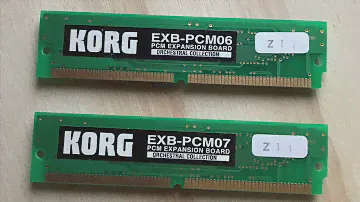 KORG
EXB-PCM06
PCM EXPANSION BOARD
ORCHESTRAL COLLECTION
KORG
EXB-PCM07
PCM EXPANSION BOARD
ORCHESTRAL COLLECTION